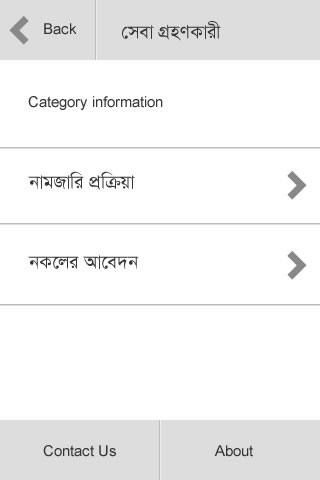 Back
সেবা গ্রহণকারী
Category information
নামজারি প্রক্রিয়া
নকলের আবেদন
Contact Us
About